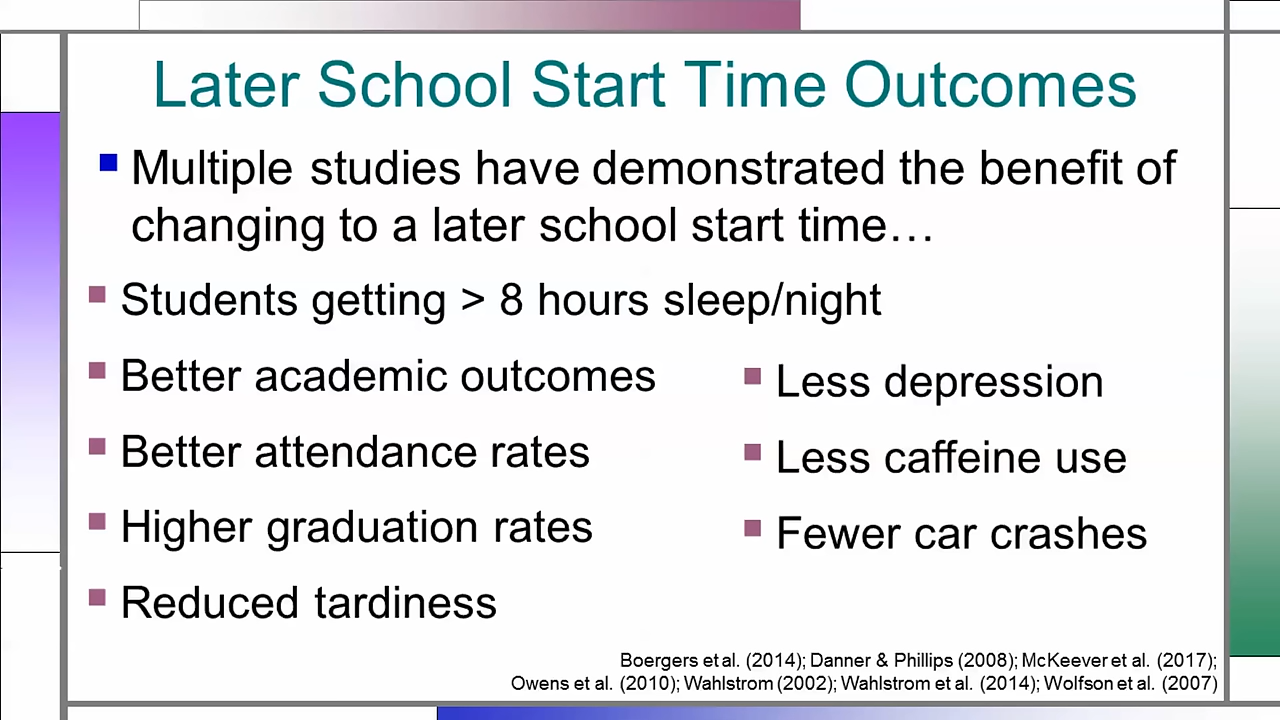 Later School Start Time Outcomes
Multiple studies have demonstrated the benefit of
changing to a later school start time…
Students getting > 8 hours sleep/night
Better academic outcomes
Better attendance rates
Higher graduation rates
Reduced tardiness
Less depression
Less caffeine use
Fewer car crashes
Boergers et al. (2014); Danner & Phillips (2008); McKeever et al. (2017);
Owens et al. (2010); Wahlstrom (2002); Wahlstrom et al. (2014); Wolfson et al. (2007)